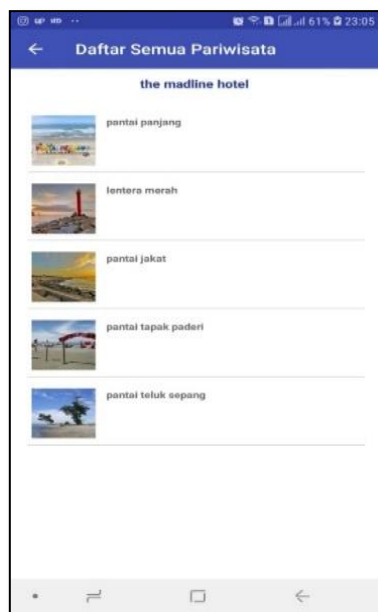 61% 23:05
Daftar Semua Pariwisata
the madline hotel
pantai panjang
lentera merah
pantai jakat
pantai tapak paderi
pantai teluk sepang